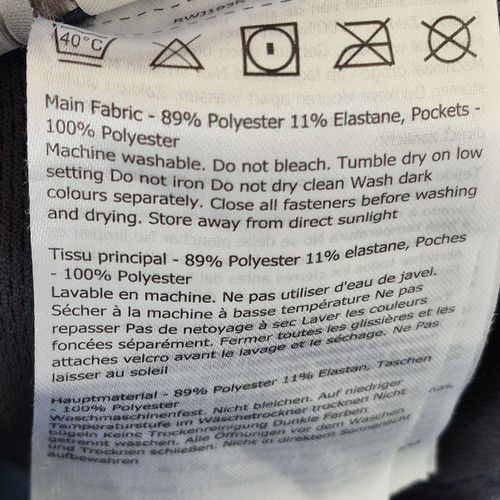 RW3193R
40°C
Main Fabric - 89% Polyester 11% Elastane, Pockets -
100% Polyester
Machine washable. Do not bleach. Tumble dry on low
setting Do not iron Do not dry clean Wash dark
colours separately. Close all fasteners before washing
and drying. Store away from direct sunlight
Tissu principal - 89% Polyester 11% elastane, Poches
- 100% Polyester
Lavable en machine. Ne pas utiliser d'eau de javel.
Sécher à la machine à basse température Ne pas
repasser Pas de netoyage à sec Laver les couleurs
foncées séparément. Fermer toutes les glissières et les
attaches velcro avant le lavage et le séchage. Ne Pas
laisser au soleil
Hauptmaterial - 89% Polyester 11% Elastan, Taschen
- 100% Polyester
Waschmaschinenfest. Nicht bleichen. Auf niedriger
Temperaturstufe im Wäschetrockner trocknen Nicht
bügeln Keine Trockenreinigung Dunkle Farben
getrennt waschen. Alle Öffnungen vor dem Waschen
und Trocknen schließen. Nicht in direktem Sonnenlicht
aufbewahren